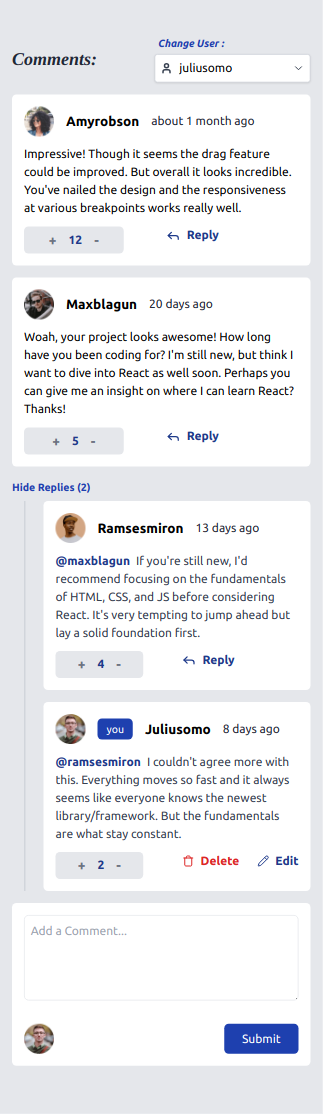 Change User :
Comments:
juliusomo
Amyrobson about 1 month ago
Impressive! Though it seems the drag feature
could be improved. But overall it looks incredible.
You've nailed the design and the responsiveness
at various breakpoints works really well.
+ 12 - Reply
Maxblagun 20 days ago
Woah, your project looks awesome! How long
have you been coding for? I'm still new, but think I
want to dive into React as well soon. Perhaps you
can give me an insight on where I can learn React?
Thanks!
+ 5 - Reply
Hide Replies (2)
Ramsesmiron 13 days ago
@maxblagun If you're still new, I'd
recommend focusing on the fundamentals
of HTML, CSS, and JS before considering
React. It's very tempting to jump ahead but
lay a solid foundation first.
+ 4 - Reply
you Juliusomo 8 days ago
@ramsesmiron I couldn't agree more with
this. Everything moves so fast and it always
seems like everyone knows the newest
library/framework. But the fundamentals
are what stay constant.
+ 2 - Delete Edit
Add a Comment...
Submit